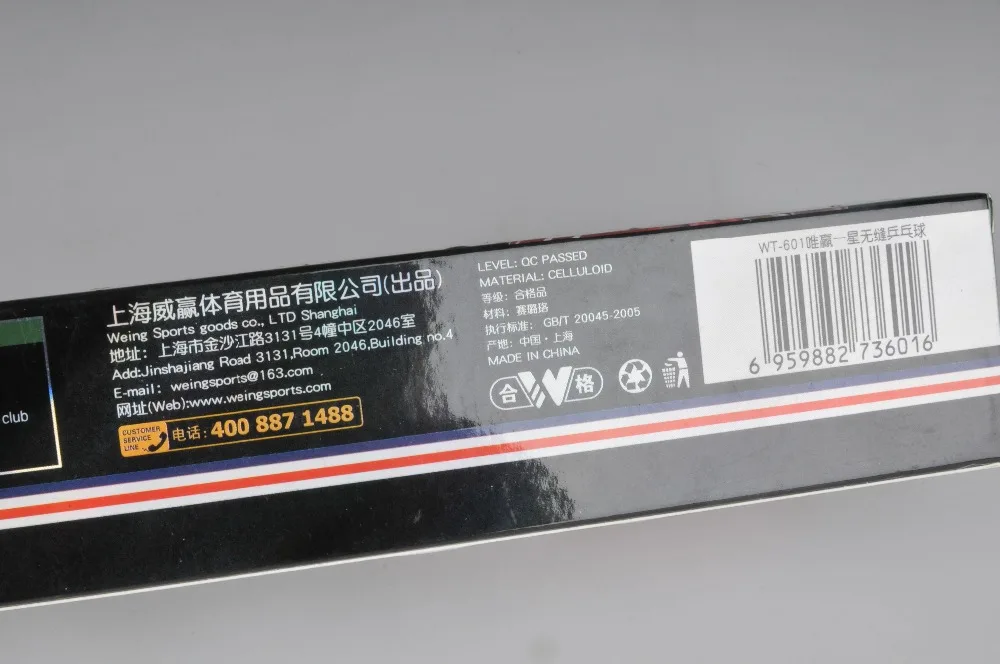 上海威赢体育用品有限公司(出品)
Weing Sports goods co., LTD Shanghai
地址：上海市金沙江路3131号4幢中区2046室
Add:Jinshajiang Road 3131,Room 2046,Building no.4
E-mail：weingsports@163.com
网址(Web):www.weingsports.com
CUSTOMER
SERVICE
LINE
电话：400 887 1488
club
LEVEL: QC PASSED
MATERIAL: CELLULOID
等级：合格品
材料：赛璐珞
执行标准：GB/T 20045-2005
产地：中国·上海
MADE IN CHINA
合 W 格
WT-601唯赢一星无缝乒乓球
6 959882 736016